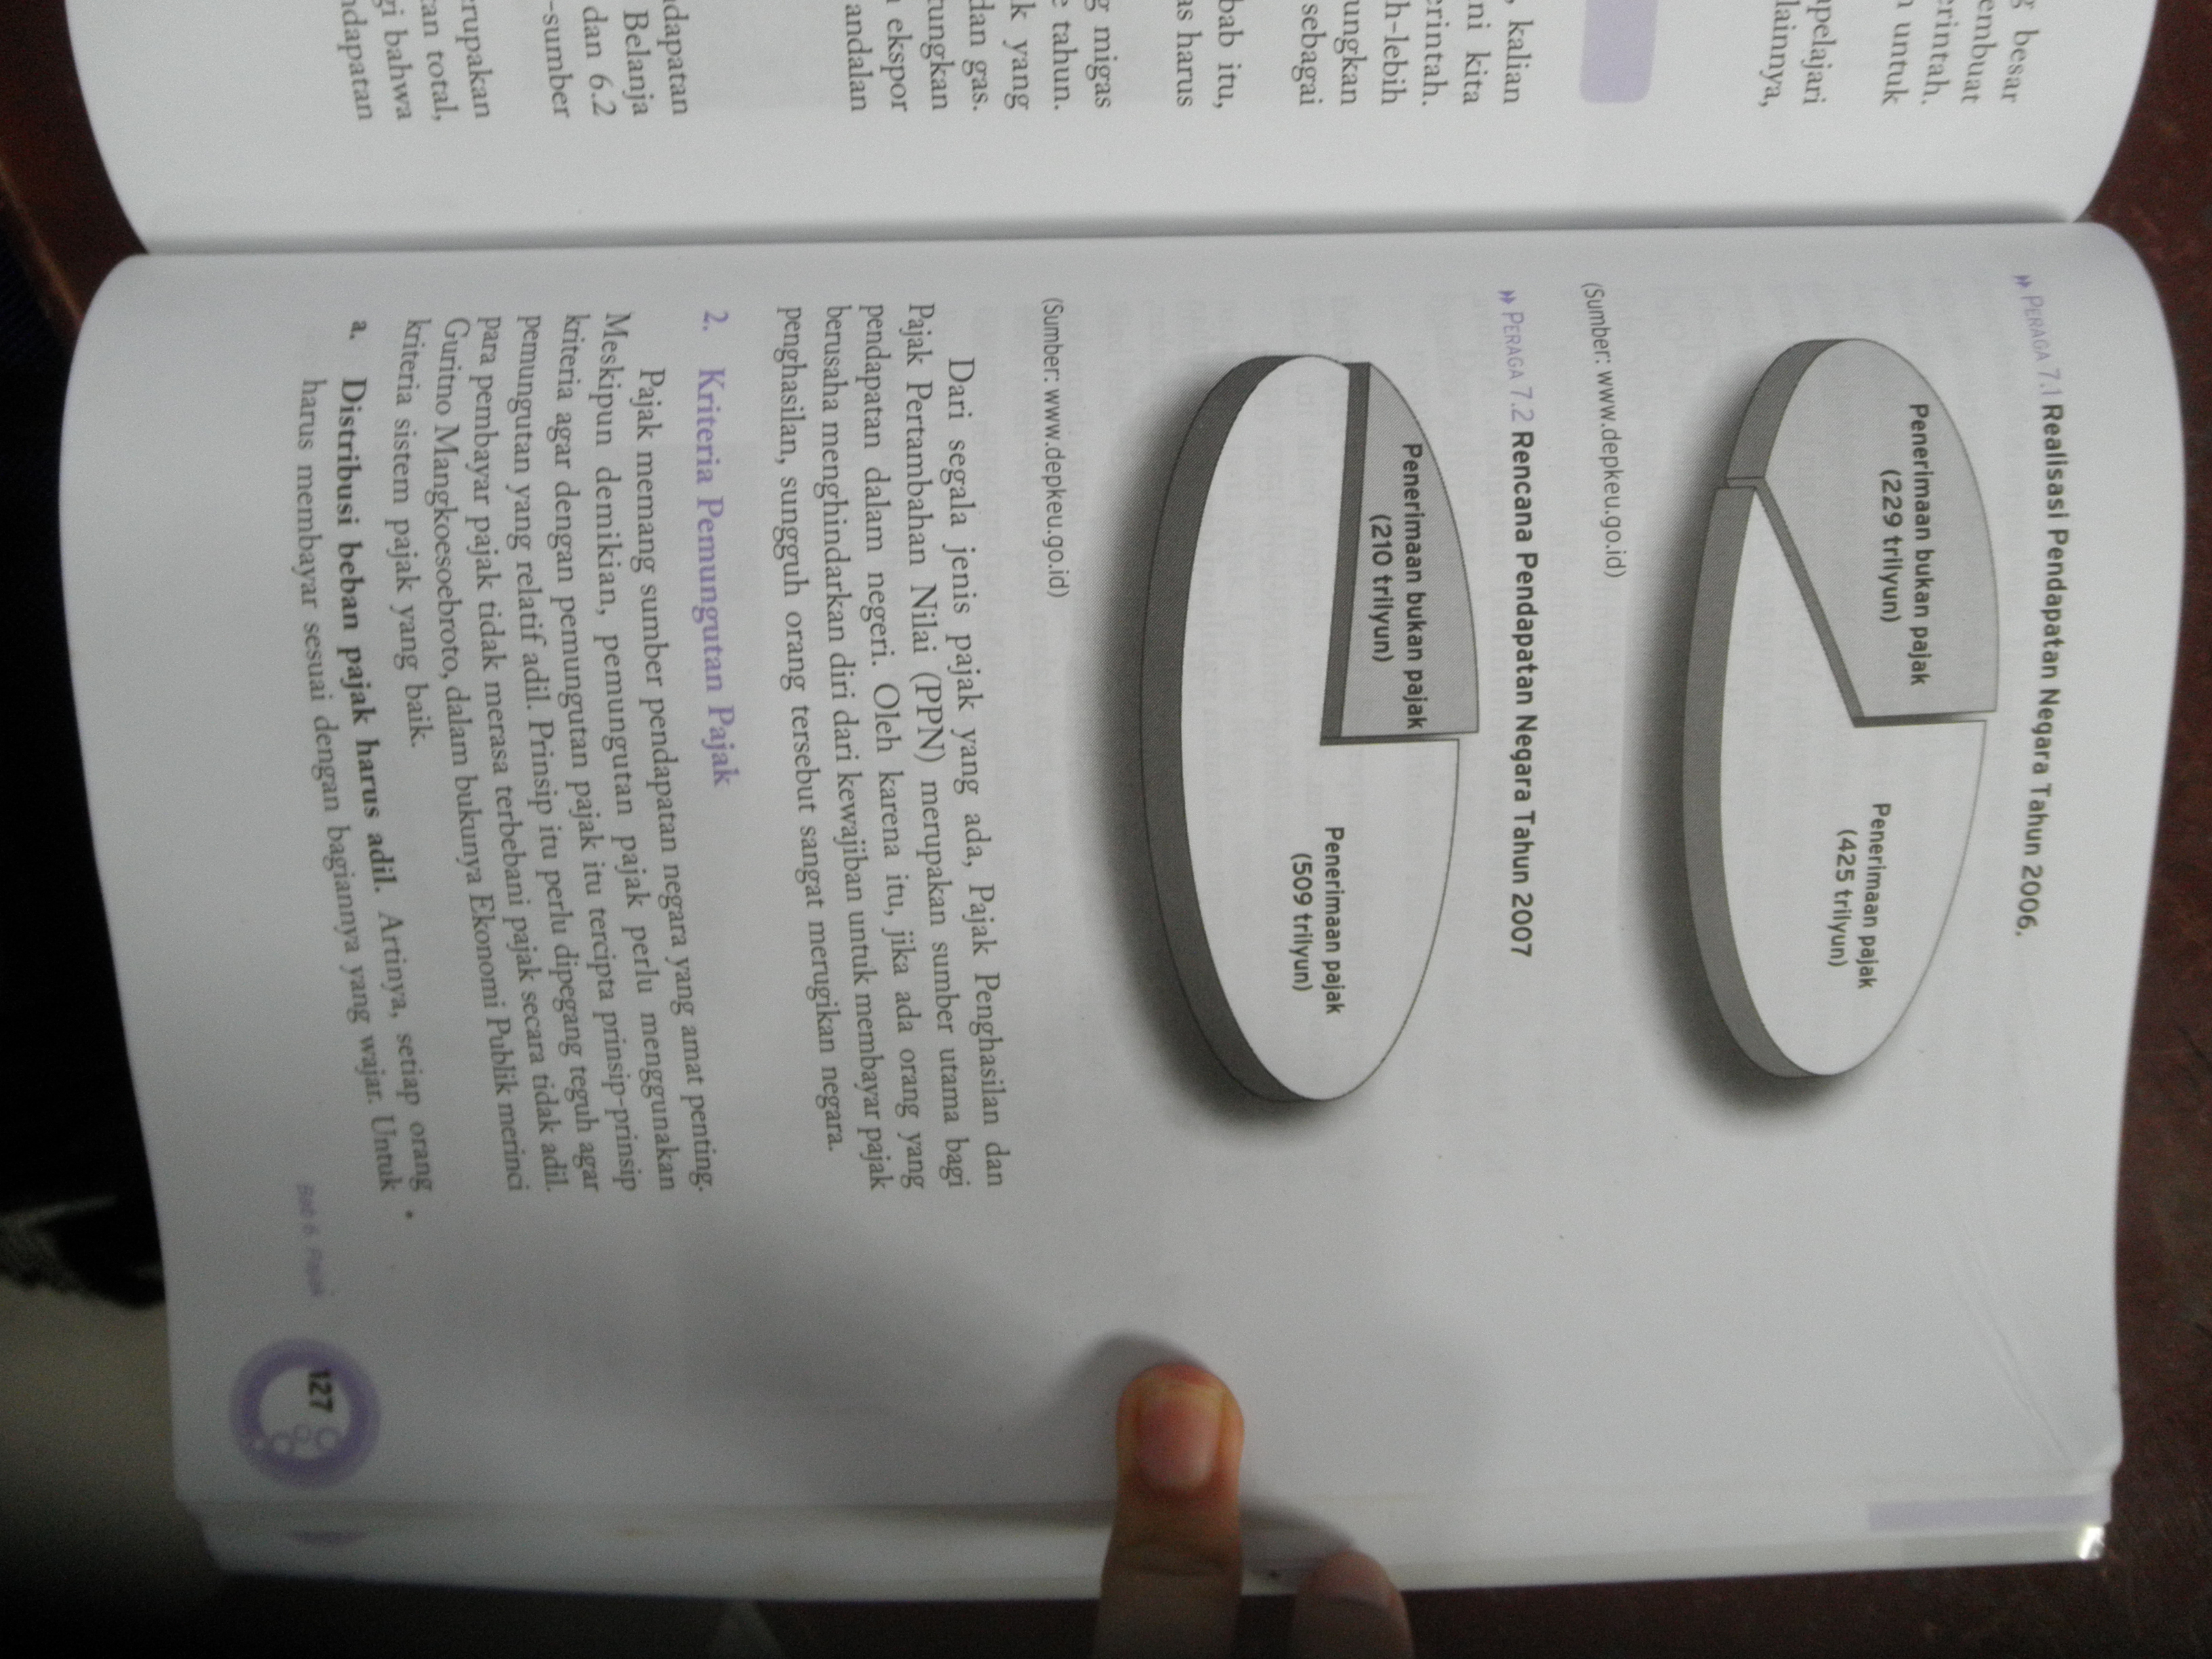 besar
embuat
erintah.
untuk
pelajari
lainnya,
, kalian
ni kita
erintah.
h-lebih
ungkan
sebagai
bab itu,
as harus
g migas
e tahun.
k yang
dan gas.
tungkan
ekspor
andalan
dapatan
Belanja
dan 6.2
-sumber
erupakan
tan total,
gi bahwa
ndapatan
PERAGA 7.1 Realisasi Pendapatan Negara Tahun 2006.
Penerimaan bukan pajak
(229 trilyun)
Penerimaan pajak
(425 trilyun)
(Sumber: www.depkeu.go.id)
PERAGA 7.2 Rencana Pendapatan Negara Tahun 2007
Penerimaan bukan pajak
(210 trilyun)
Penerimaan pajak
(509 trilyun)
(Sumber: www.depkeu.go.id)
Dari segala jenis pajak yang ada, Pajak Penghasilan dan
Pajak Pertambahan Nilai (PPN) merupakan sumber utama bagi
pendapatan dalam negeri. Oleh karena itu, jika ada orang yang
berusaha menghindarkan diri dari kewajiban untuk membayar pajak
penghasilan, sungguh orang tersebut sangat merugikan negara.
2. Kriteria Pemungutan Pajak
Pajak memang sumber pendapatan negara yang amat penting.
Meskipun demikian, pemungutan pajak perlu menggunakan
kriteria agar dengan pemungutan pajak itu tercipta prinsip-prinsip
pemungutan yang relatif adil. Prinsip itu perlu dipegang teguh agar
para pembayar pajak tidak merasa terbebani pajak secara tidak adil.
Guritno Mangkoesoebroto, dalam bukunya Ekonomi Publik merinci
kriteria sistem pajak yang baik.
a. Distribusi beban pajak harus adil. Artinya, setiap orang
harus membayar sesuai dengan bagiannya yang wajar. Untuk
Bab 6 Pajak 127